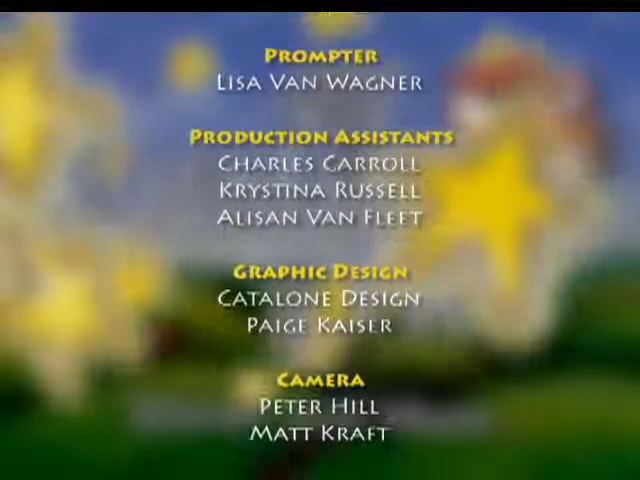 PROMPTER
LISA VAN WAGNER
PRODUCTION ASSISTANTS
CHARLES CARROLL
KRYSTINA RUSSELL
ALISAN VAN FLEET
GRAPHIC DESIGN
CATALONE DESIGN
PAIGE KAISER
CAMERA
PETER HILL
MATT KRAFT